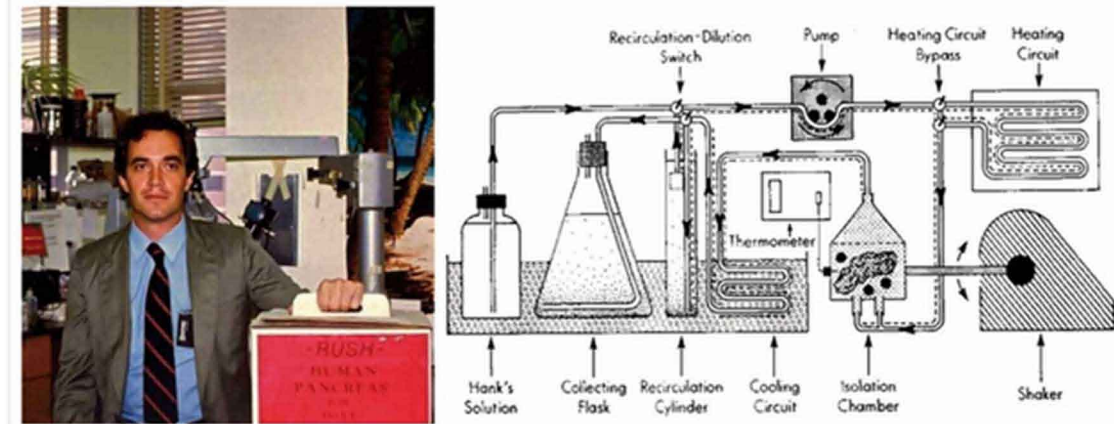 -RUSH-
HUMAN
PANCREAS
FOR
Recirculation-Dilution
Switch
Pump
Heating Circuit
Bypass
Heating
Circuit
Thermometer
Hank's
Solution
Collecting
Flask
Recirculation
Cylinder
Cooling
Circuit
Isolation
Chamber
Shaker